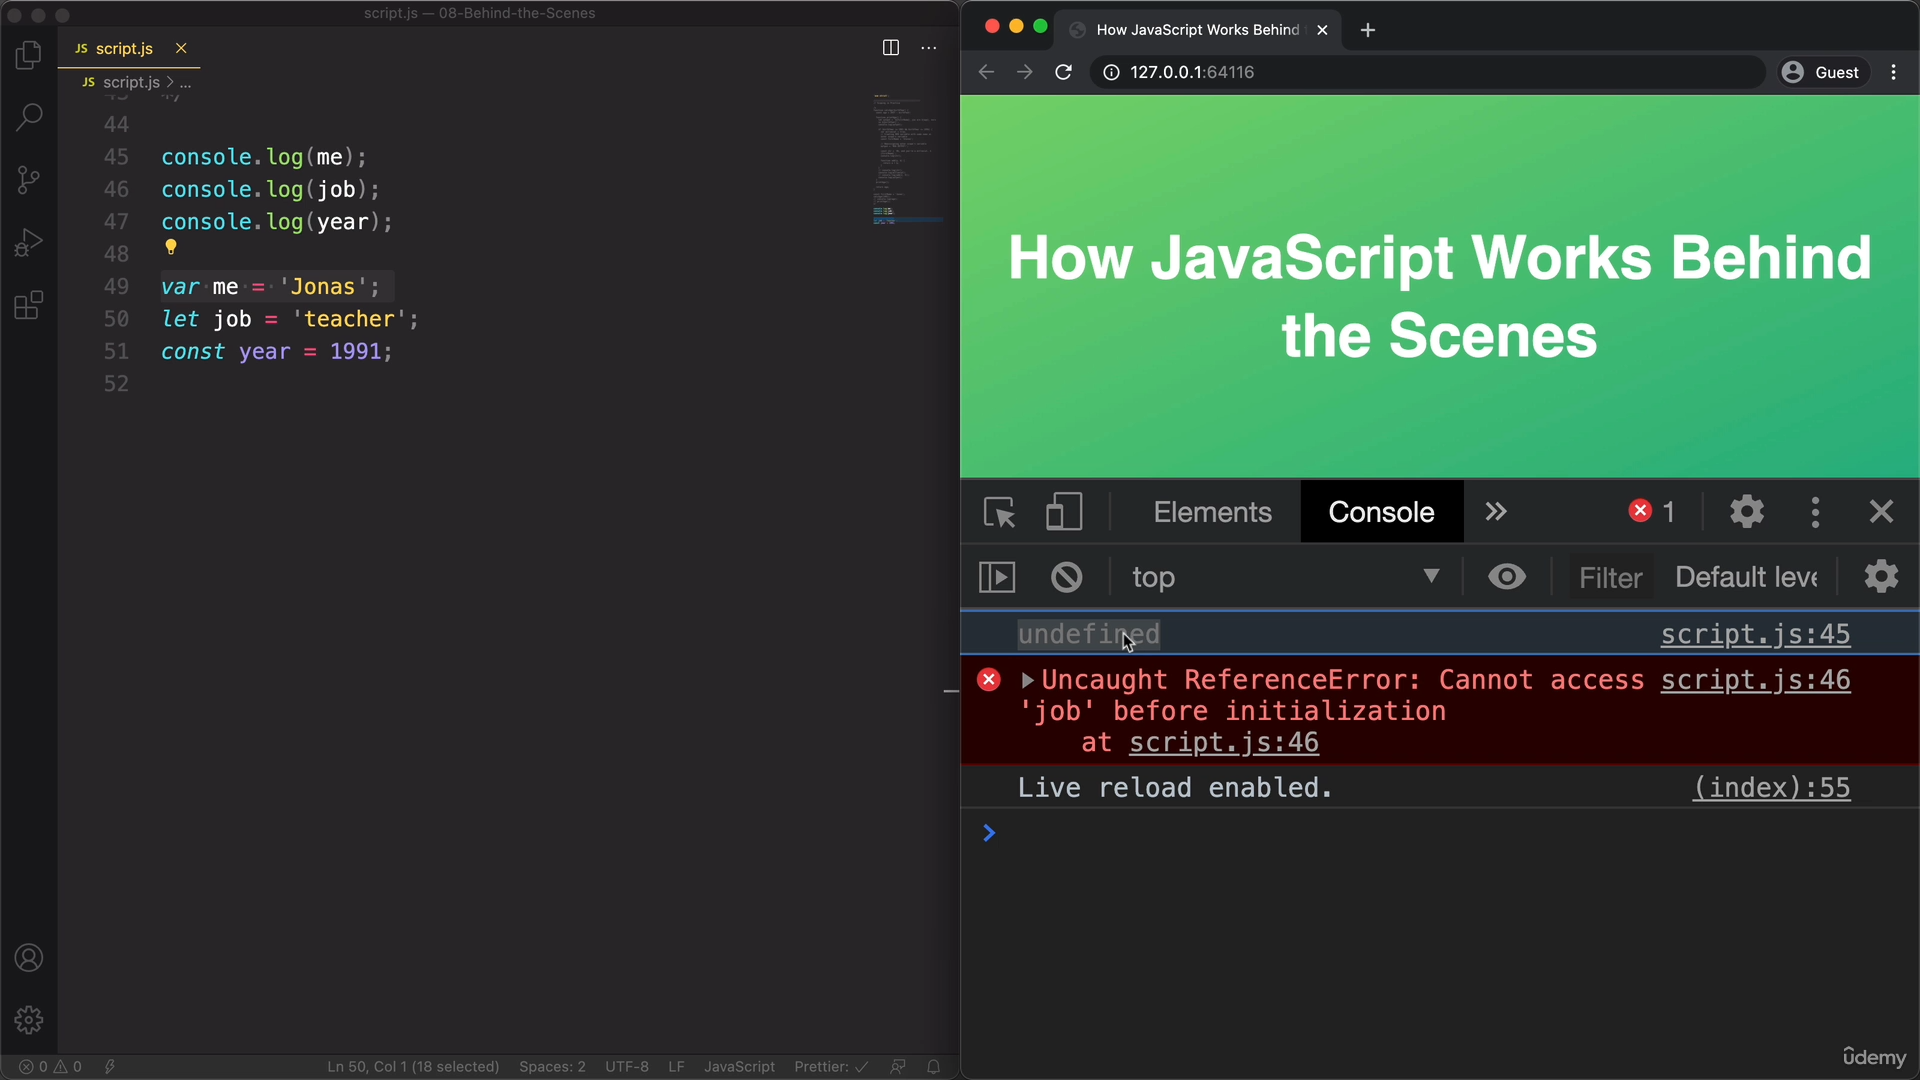 script.js — 08-Behind-the-Scenes
JS script.js
JS script.js > ...
43 */
44
45 console.log(me);
46 console.log(job);
47 console.log(year);
48
49 var me = 'Jonas';
50 let job = 'teacher';
51 const year = 1991;
52
0 0
Ln 50, Col 1 (18 selected) Spaces: 2 UTF-8 LF JavaScript Prettier: ✓
How JavaScript Works Behind
127.0.0.1:64116
Guest
How JavaScript Works Behind
the Scenes
Elements Console » 1
top Filter Default leve
undefined script.js:45
Uncaught ReferenceError: Cannot access script.js:46
'job' before initialization
at script.js:46
Live reload enabled. (index):55
>
ûdemy